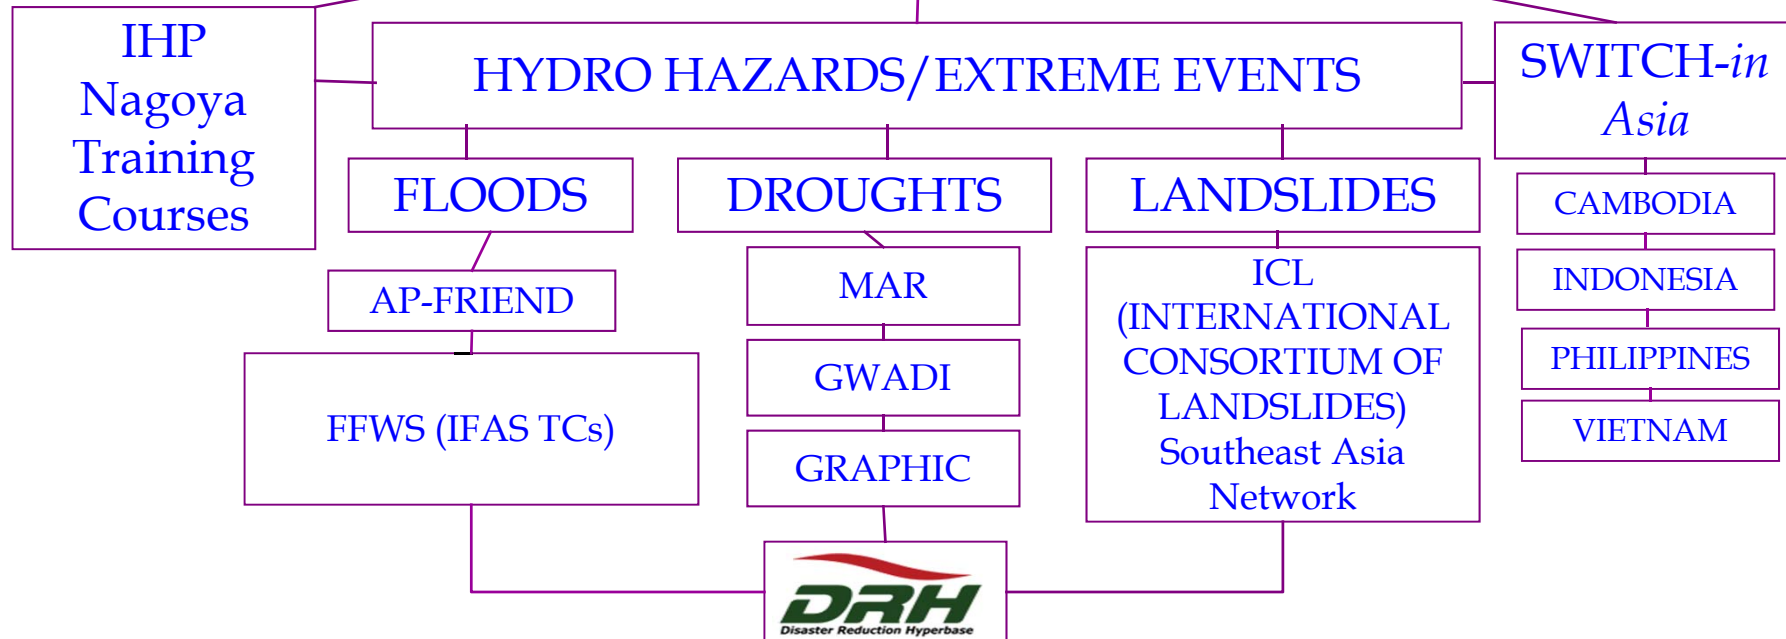 IHP
Nagoya
Training
Courses
HYDRO HAZARDS/EXTREME EVENTS
SWITCH-in
Asia
FLOODS
DROUGHTS
LANDSLIDES
CAMBODIA
INDONESIA
PHILIPPINES
VIETNAM
AP-FRIEND
FFWS (IFAS TCs)
MAR
GWADI
GRAPHIC
ICL
(INTERNATIONAL
CONSORTIUM OF
LANDSLIDES)
Southeast Asia
Network
DRH
Disaster Reduction Hyperbase